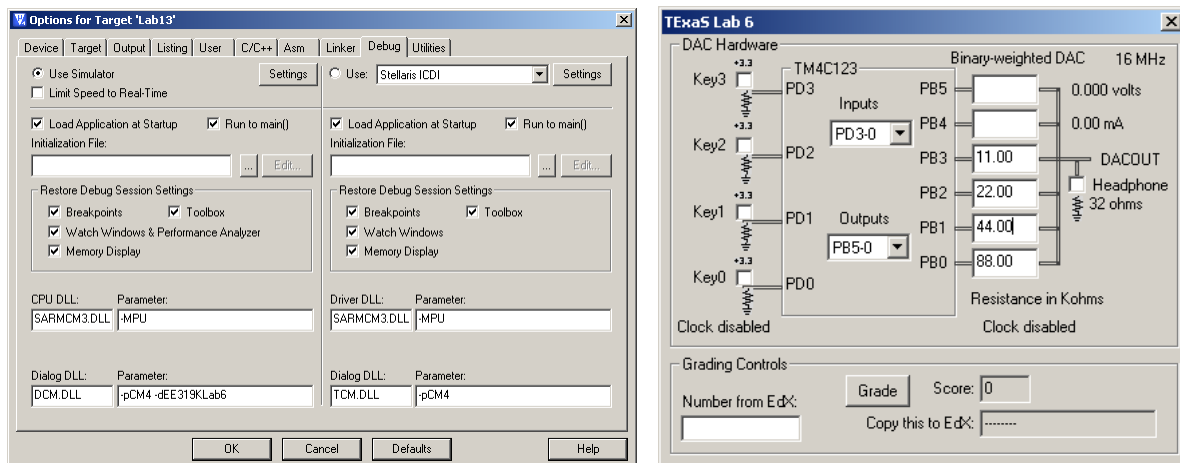 Options for Target 'Lab13'
Device Target Output Listing User C/C++ Asm Linker Debug Utilities
Use Simulator Settings
Limit Speed to Real-Time
Use: Stellaris ICDI Settings
Load Application at Startup Run to main()
Initialization File:
... Edit...
Load Application at Startup Run to main()
Initialization File:
... Edit...
Restore Debug Session Settings
Breakpoints Toolbox
Watch Windows & Performance Analyzer
Memory Display
Restore Debug Session Settings
Breakpoints Toolbox
Watch Windows
Memory Display
CPU DLL: Parameter:
SARMCM3.DLL -MPU
Driver DLL: Parameter:
SARMCM3.DLL -MPU
Dialog DLL: Parameter:
DCM.DLL -pCM4 -dEE319KLab6
Dialog DLL: Parameter:
TCM.DLL -pCM4
OK Cancel Defaults Help
TExaS Lab 6
DAC Hardware
+3.3
Key3
PD3
+3.3
Key2
PD2
+3.3
Key1
PD1
+3.3
Key0
PD0
Clock disabled
TM4C123
Inputs
PD3-0
Outputs
PB5-0
Binary-weighted DAC 16 MHz
PB5 0.000 volts
PB4 0.00 mA
PB3 11.00 DACOUT
PB2 22.00 Headphone
32 ohms
PB1 44.00
PB0 88.00
Resistance in Kohms
Clock disabled
Grading Controls
Number from EdX:
Grade Score: 0
Copy this to EdX: --------